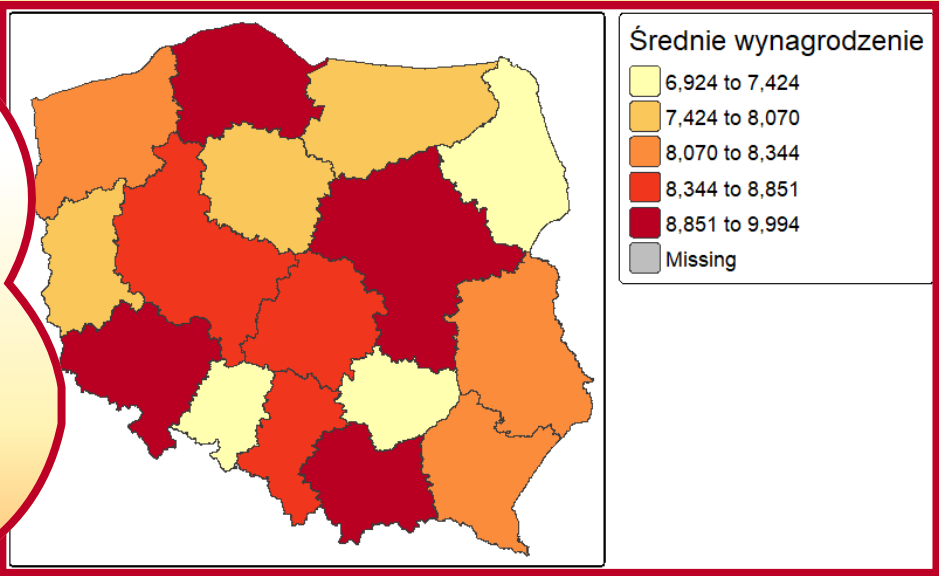 Średnie wynagrodzenie
6,924 to 7,424
7,424 to 8,070
8,070 to 8,344
8,344 to 8,851
8,851 to 9,994
Missing